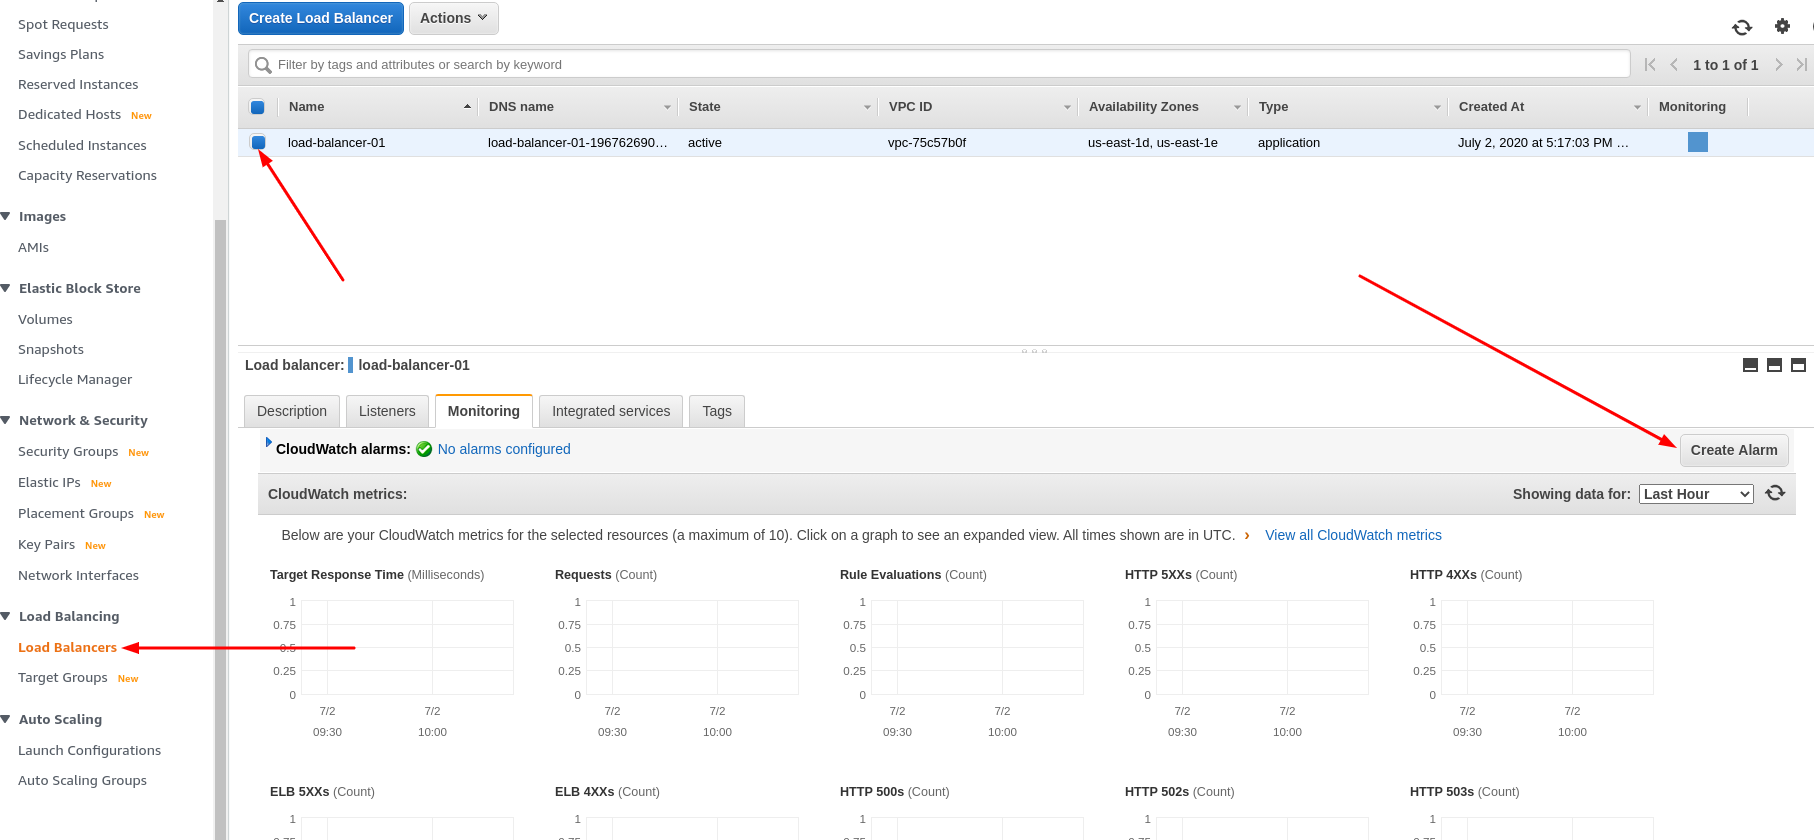 Spot Requests
Savings Plans
Reserved Instances
Dedicated Hosts New
Scheduled Instances
Capacity Reservations
Images
AMIs
Elastic Block Store
Volumes
Snapshots
Lifecycle Manager
Network & Security
Security Groups New
Elastic IPs New
Placement Groups New
Key Pairs New
Network Interfaces
Load Balancing
Load Balancers
Target Groups New
Auto Scaling
Launch Configurations
Auto Scaling Groups
Create Load Balancer Actions
Filter by tags and attributes or search by keyword 1 to 1 of 1
Name DNS name State VPC ID Availability Zones Type Created At Monitoring
load-balancer-01 load-balancer-01-196762690... active vpc-75c57b0f us-east-1d, us-east-1e application July 2, 2020 at 5:17:03 PM ...
Load balancer: load-balancer-01
Description Listeners Monitoring Integrated services Tags
CloudWatch alarms: No alarms configured Create Alarm
CloudWatch metrics: Showing data for: Last Hour
Below are your CloudWatch metrics for the selected resources (a maximum of 10). Click on a graph to see an expanded view. All times shown are in UTC. › View all CloudWatch metrics
Target Response Time (Milliseconds) Requests (Count) Rule Evaluations (Count) HTTP 5XXs (Count) HTTP 4XXs (Count)
1 1 1 1 1
0.75 0.75 0.75 0.75 0.75
0.5 0.5 0.5 0.5 0.5
0.25 0.25 0.25 0.25 0.25
0 0 0 0 0
7/2 7/2 7/2 7/2 7/2 7/2 7/2 7/2 7/2 7/2
09:30 10:00 09:30 10:00 09:30 10:00 09:30 10:00 09:30 10:00
ELB 5XXs (Count) ELB 4XXs (Count) HTTP 500s (Count) HTTP 502s (Count) HTTP 503s (Count)
1 1 1 1 1
0.75 0.75 0.75 0.75 0.75